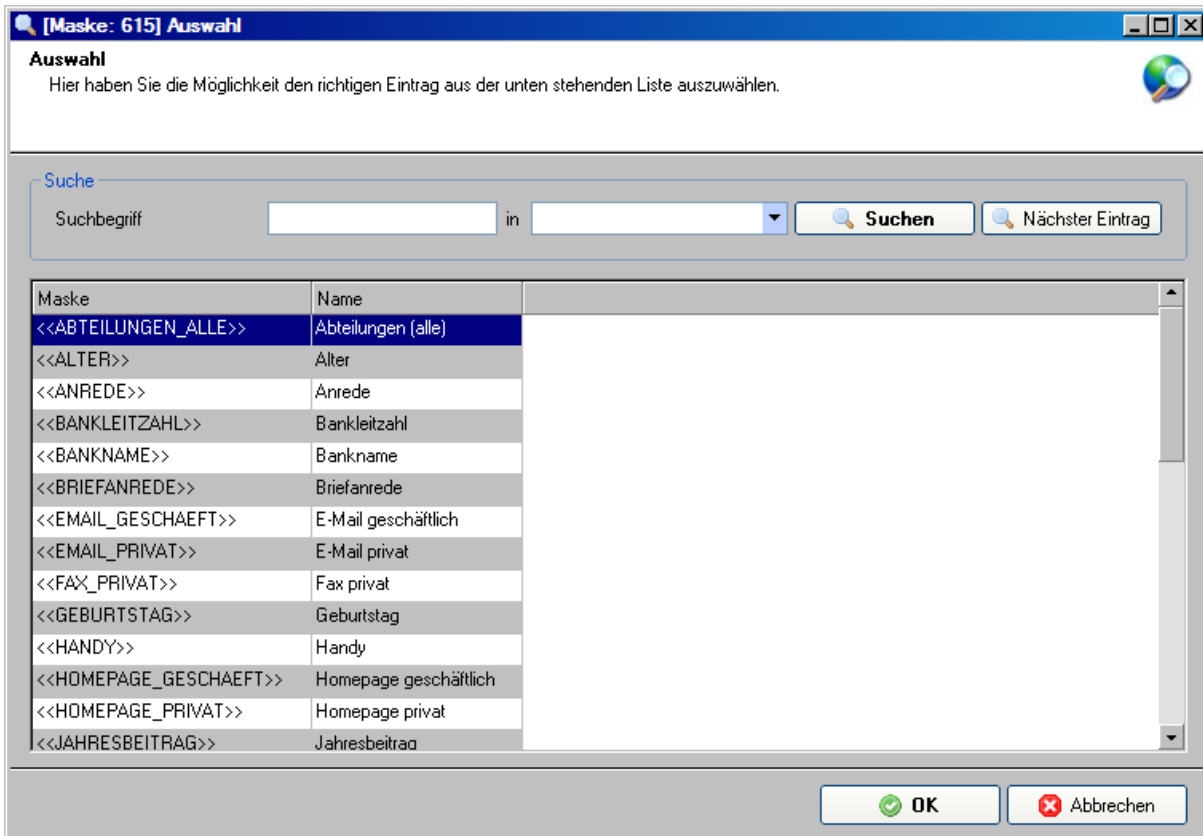 [Maske: 615] Auswahl
Auswahl
Hier haben Sie die Möglichkeit den richtigen Eintrag aus der unten stehenden Liste auszuwählen.
Suche
Suchbegriff in Suchen Nächster Eintrag
Maske Name
<<ABTEILUNGEN_ALLE>> Abteilungen (alle)
<<ALTER>> Alter
<<ANREDE>> Anrede
<<BANKLEITZAHL>> Bankleitzahl
<<BANKNAME>> Bankname
<<BRIEFANREDE>> Briefanrede
<<EMAIL_GESCHAEFT>> E-Mail geschäftlich
<<EMAIL_PRIVAT>> E-Mail privat
<<FAX_PRIVAT>> Fax privat
<<GEBURTSTAG>> Geburtstag
<<HANDY>> Handy
<<HOMEPAGE_GESCHAEFT>> Homepage geschäftlich
<<HOMEPAGE_PRIVAT>> Homepage privat
<<JAHRESBEITRAG>> Jahresbeitrag
OK Abbrechen